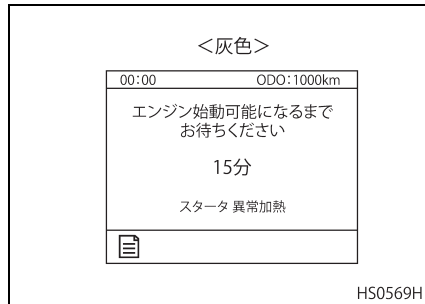 ＜灰色＞
00:00 ODO:1000km
エンジン始動可能になるまで
お待ちください
15分
スタータ 異常加熱
HS0569H